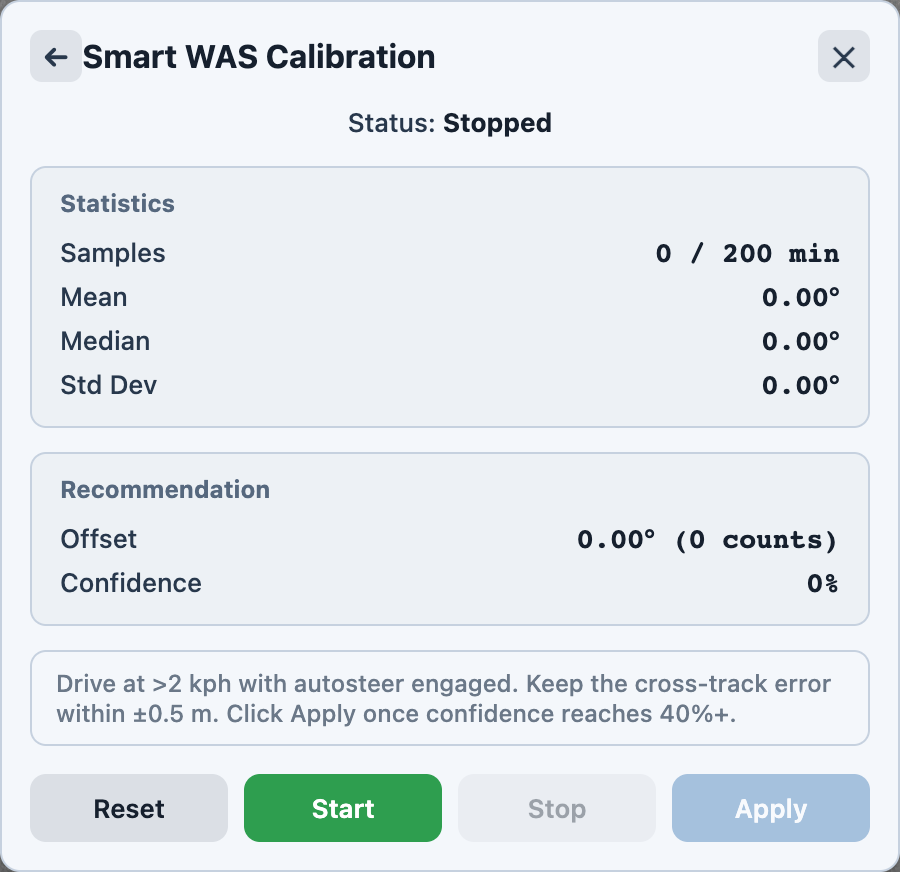 Smart WAS Calibration
Status: Stopped
Statistics
Samples 0 / 200 min
Mean 0.00°
Median 0.00°
Std Dev 0.00°
Recommendation
Offset 0.00° (0 counts)
Confidence 0%
Drive at >2 kph with autosteer engaged. Keep the cross-track error
within ±0.5 m. Click Apply once confidence reaches 40%+.
Reset Start Stop Apply